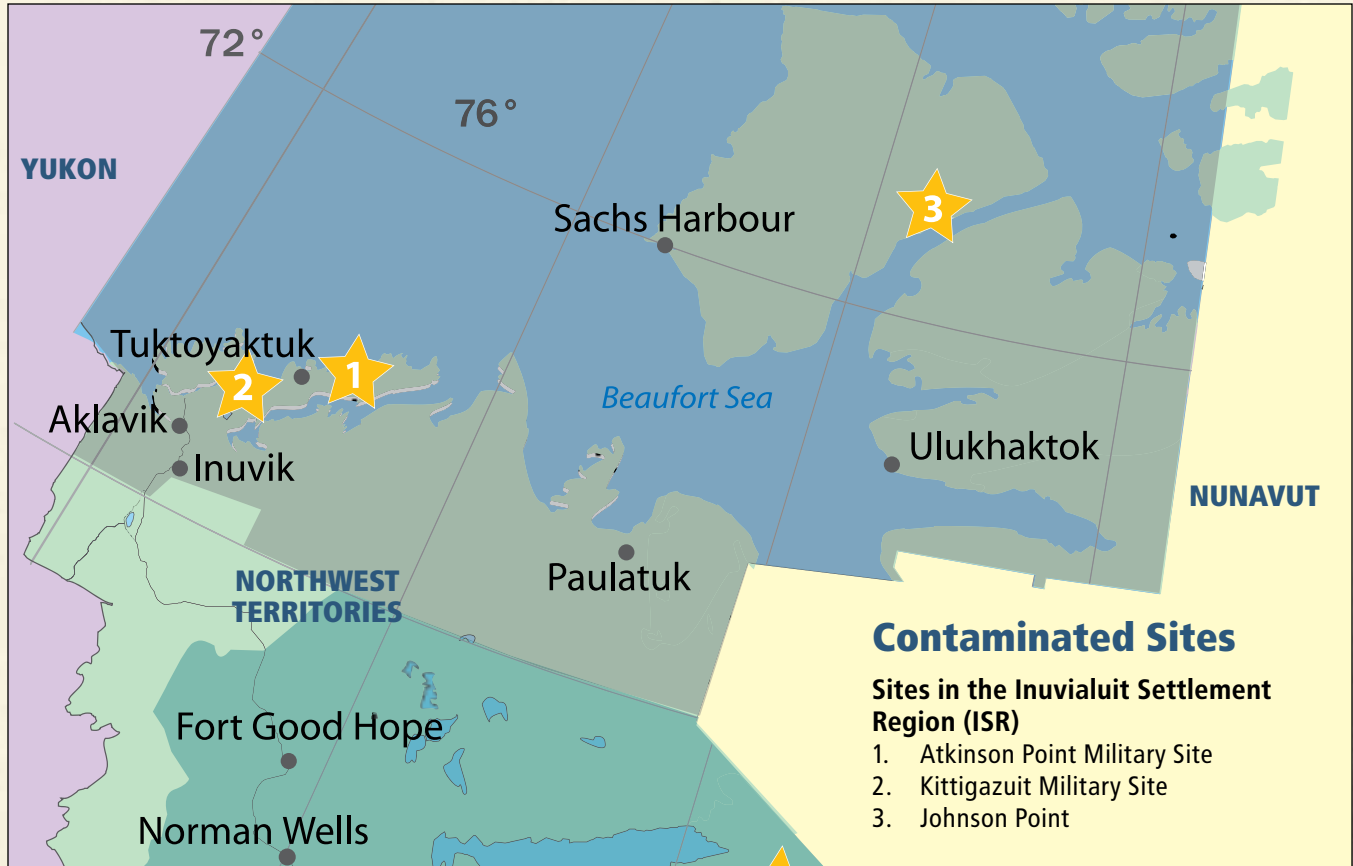 72°
76°
YUKON
Sachs Harbour
3
Tuktoyaktuk
1
2
Beaufort Sea
Aklavik
Inuvik
Ulukhaktok
NUNAVUT
Paulatuk
NORTHWEST
TERRITORIES
Fort Good Hope
Norman Wells
Contaminated Sites
Sites in the Inuvialuit Settlement
Region (ISR)
1. Atkinson Point Military Site
2. Kittigazuit Military Site
3. Johnson Point